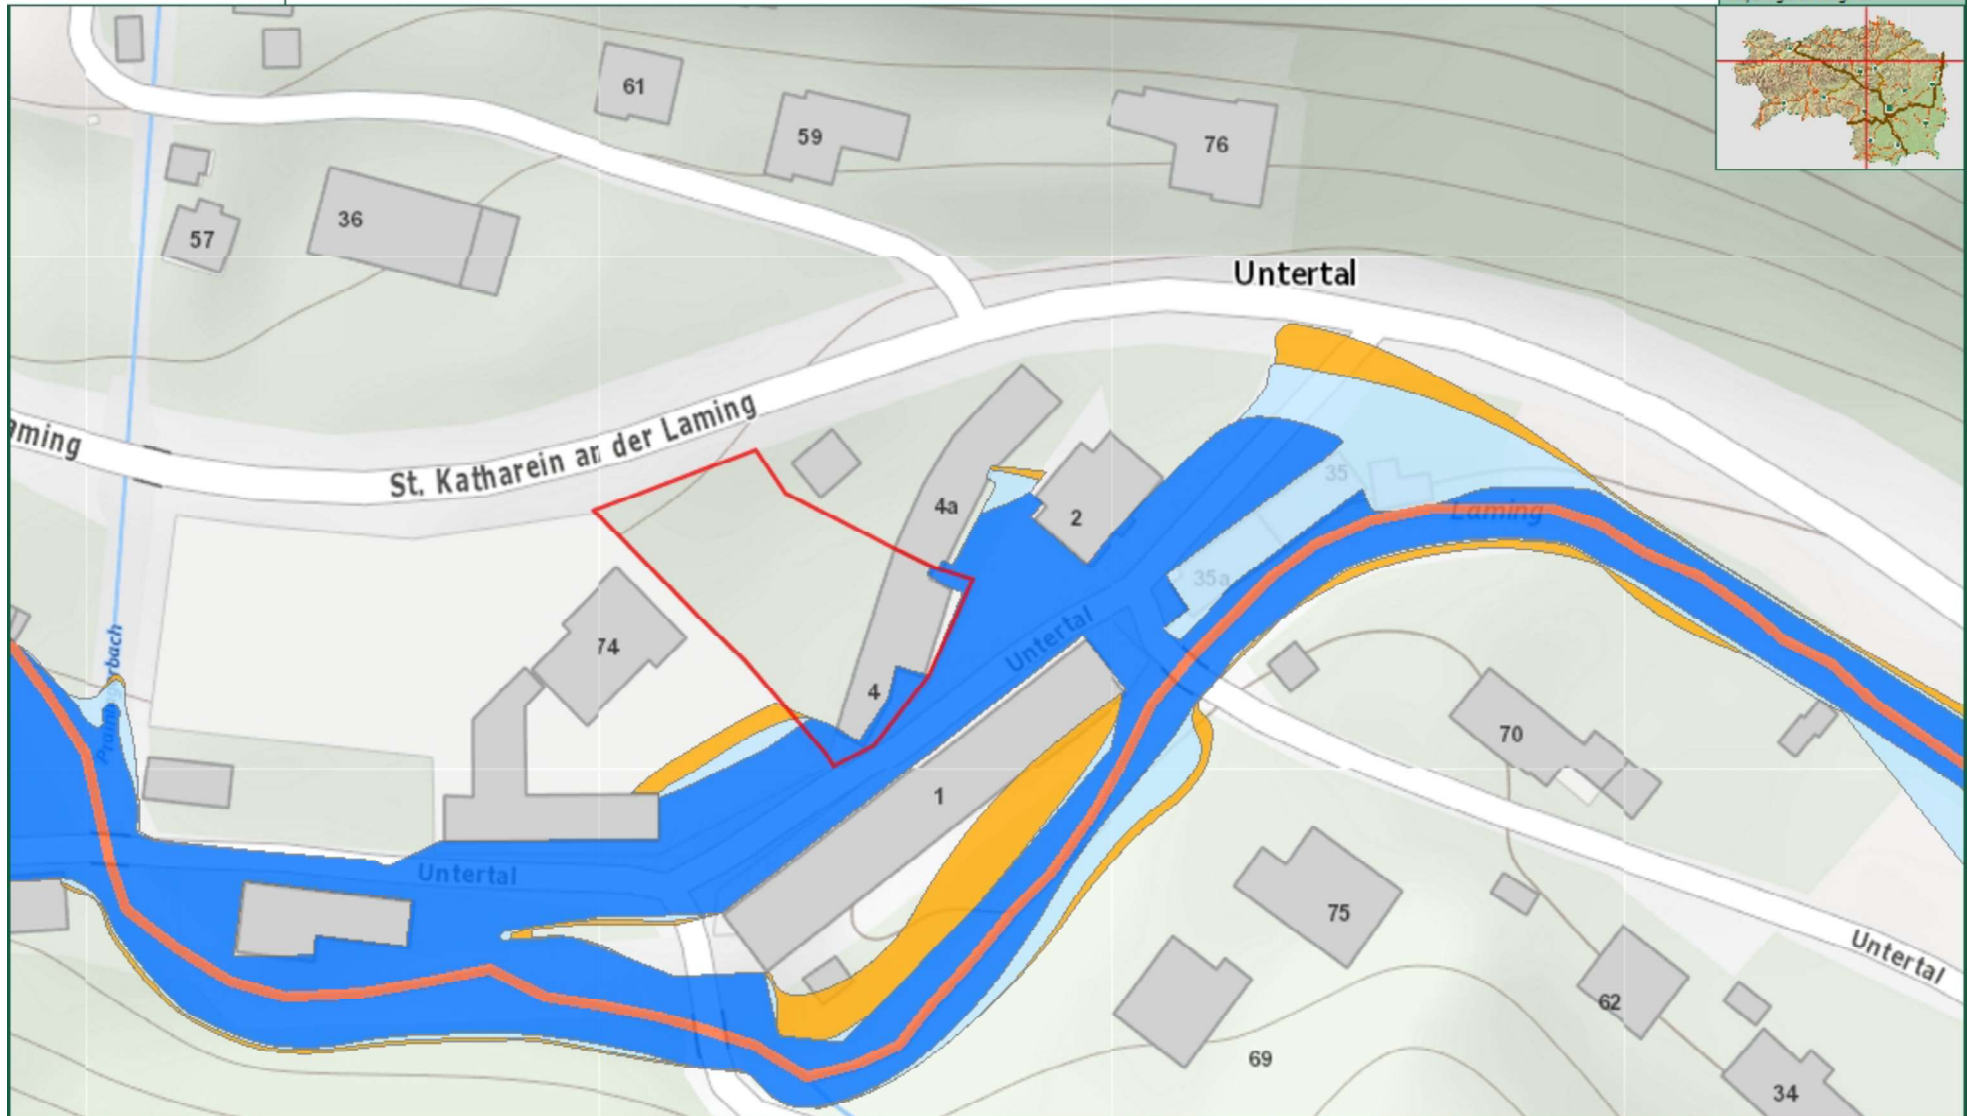 61
59
76
36
57
Untertal
aming
St. Katharein an der Laming
4a
2
35
Laming
35a
Untertal
74
4
70
1
Untertal
75
Untertal
62
69
34